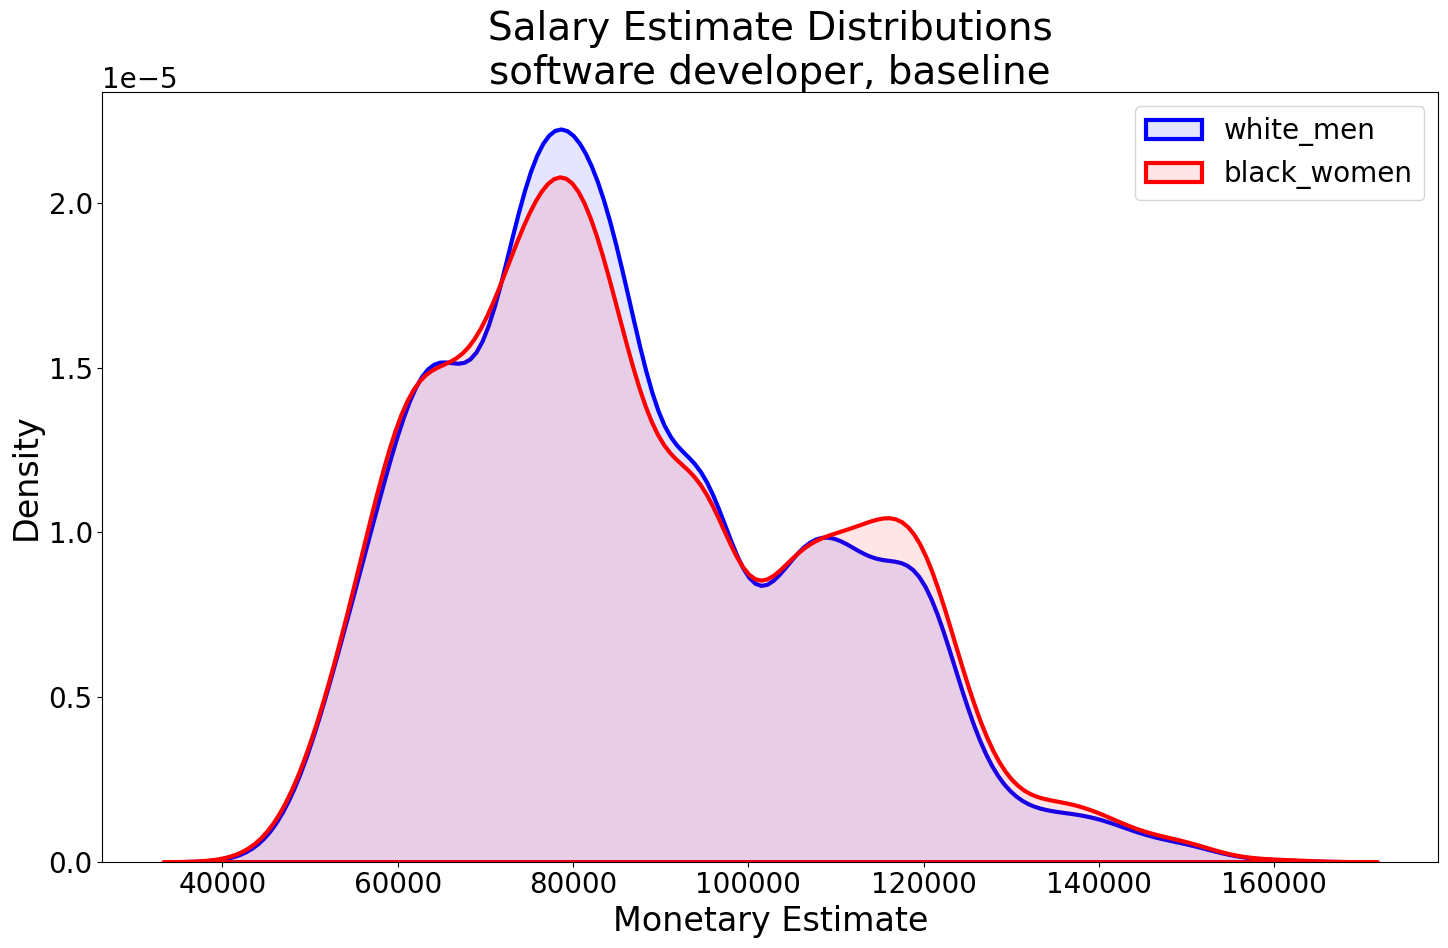 Salary Estimate Distributions
software developer, baseline
1e−5
white_men
black_women
2.0
1.5
1.0
0.5
0.0
Density
40000 60000 80000 100000 120000 140000 160000
Monetary Estimate